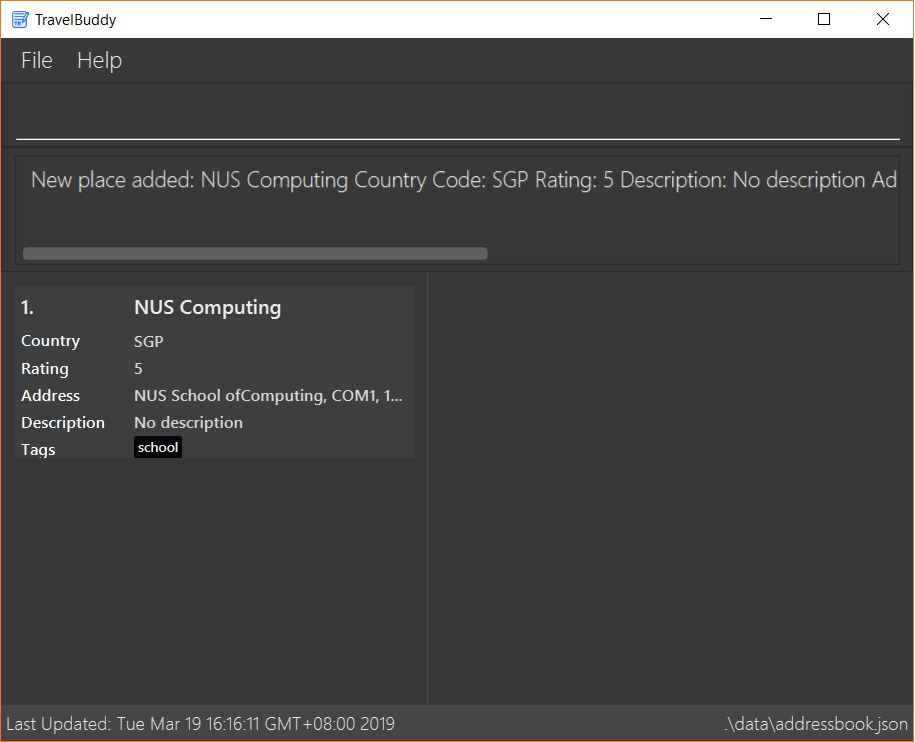 TravelBuddy
File Help
New place added: NUS Computing Country Code: SGP Rating: 5 Description: No description Ad
1. NUS Computing
Country SGP
Rating 5
Address NUS School ofComputing, COM1, 1...
Description No description
Tags school
Last Updated: Tue Mar 19 16:16:11 GMT+08:00 2019 .\data\addressbook.json